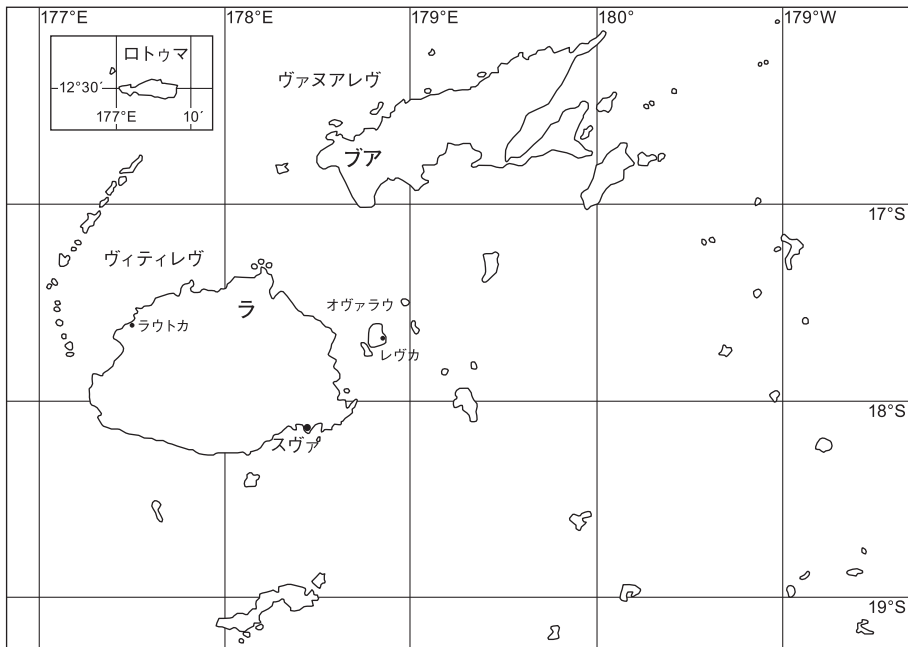 177°E
178°E
179°E
180°
179°W
ロトゥマ
12°30′
177°E
10′
ヴァヌアレヴ
ブア
17°S
ヴィティレヴ
ラ
オヴァラウ
ラウトカ
レヴカ
18°S
スヴァ
19°S